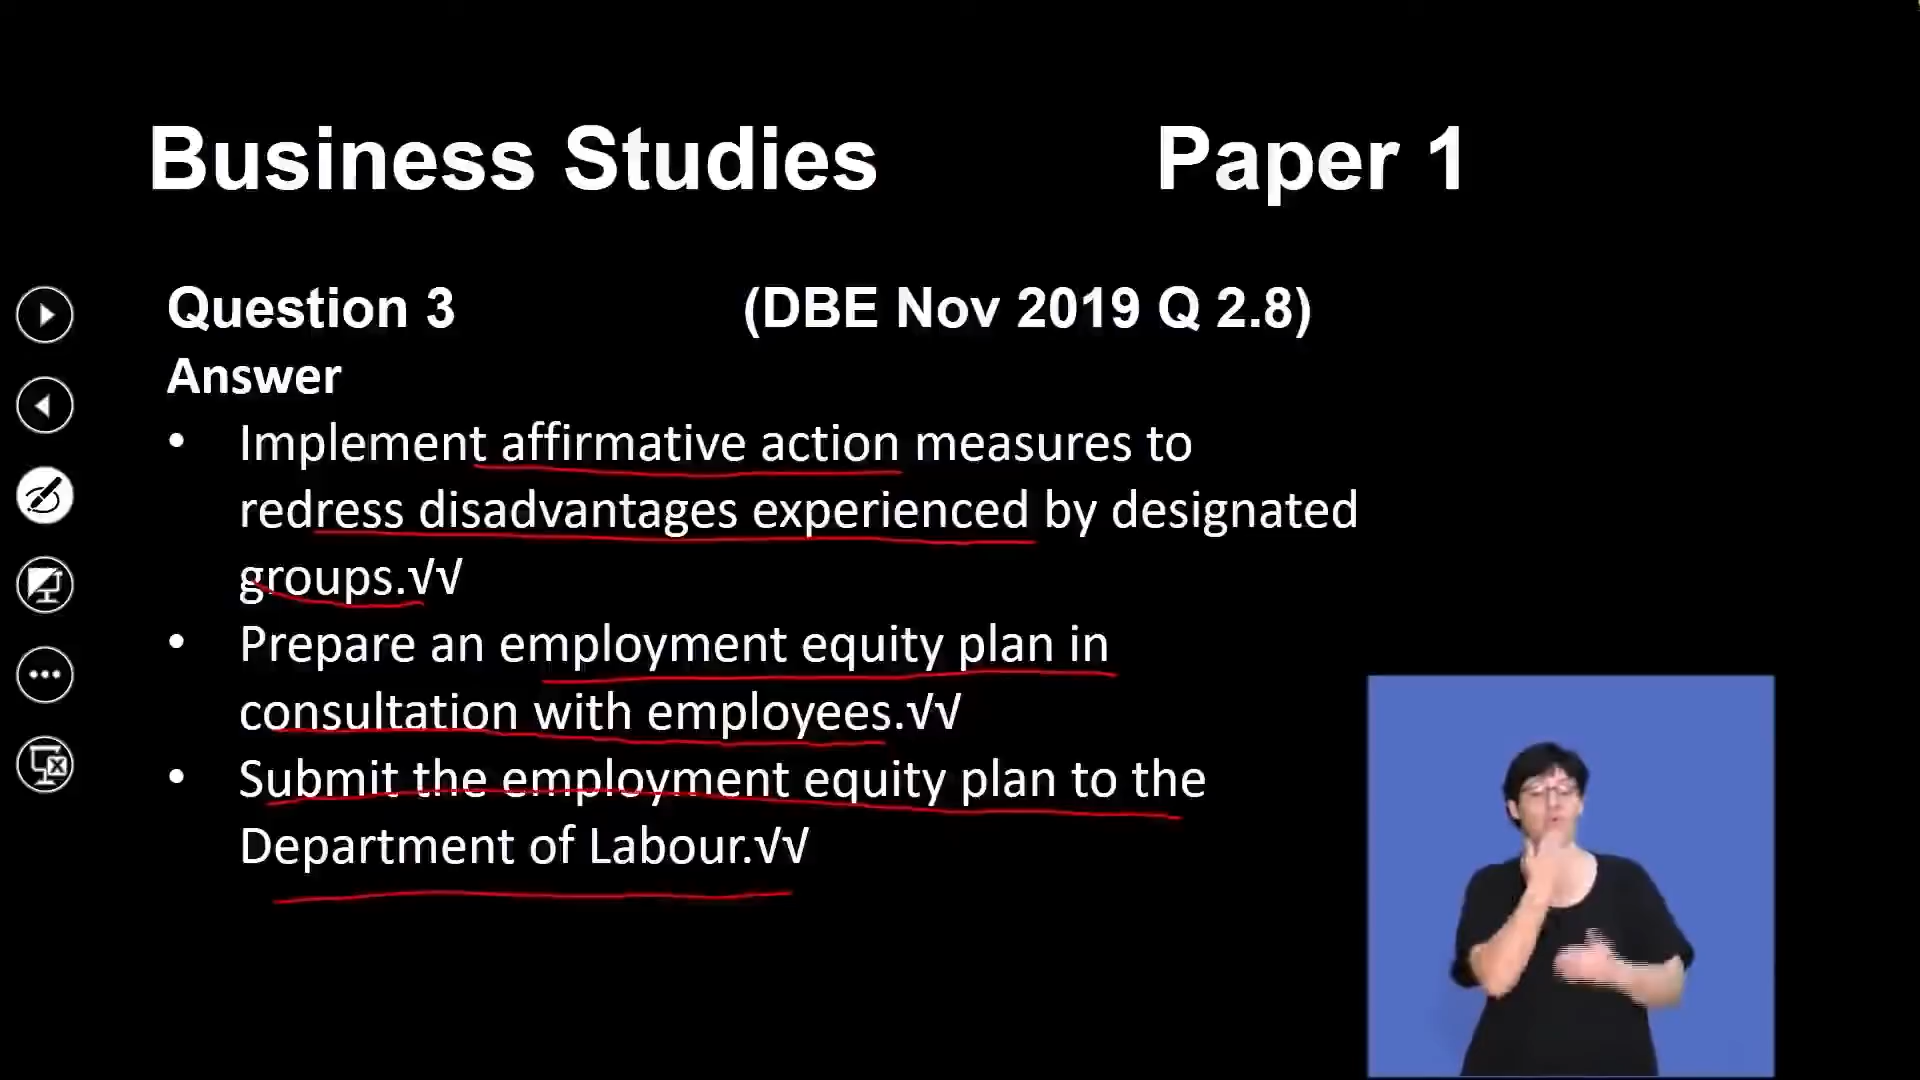 Business Studies Paper 1
Question 3 (DBE Nov 2019 Q 2.8)
Answer
• Implement affirmative action measures to
redress disadvantages experienced by designated
groups.√√
• Prepare an employment equity plan in
consultation with employees.√√
• Submit the employment equity plan to the
Department of Labour.√√